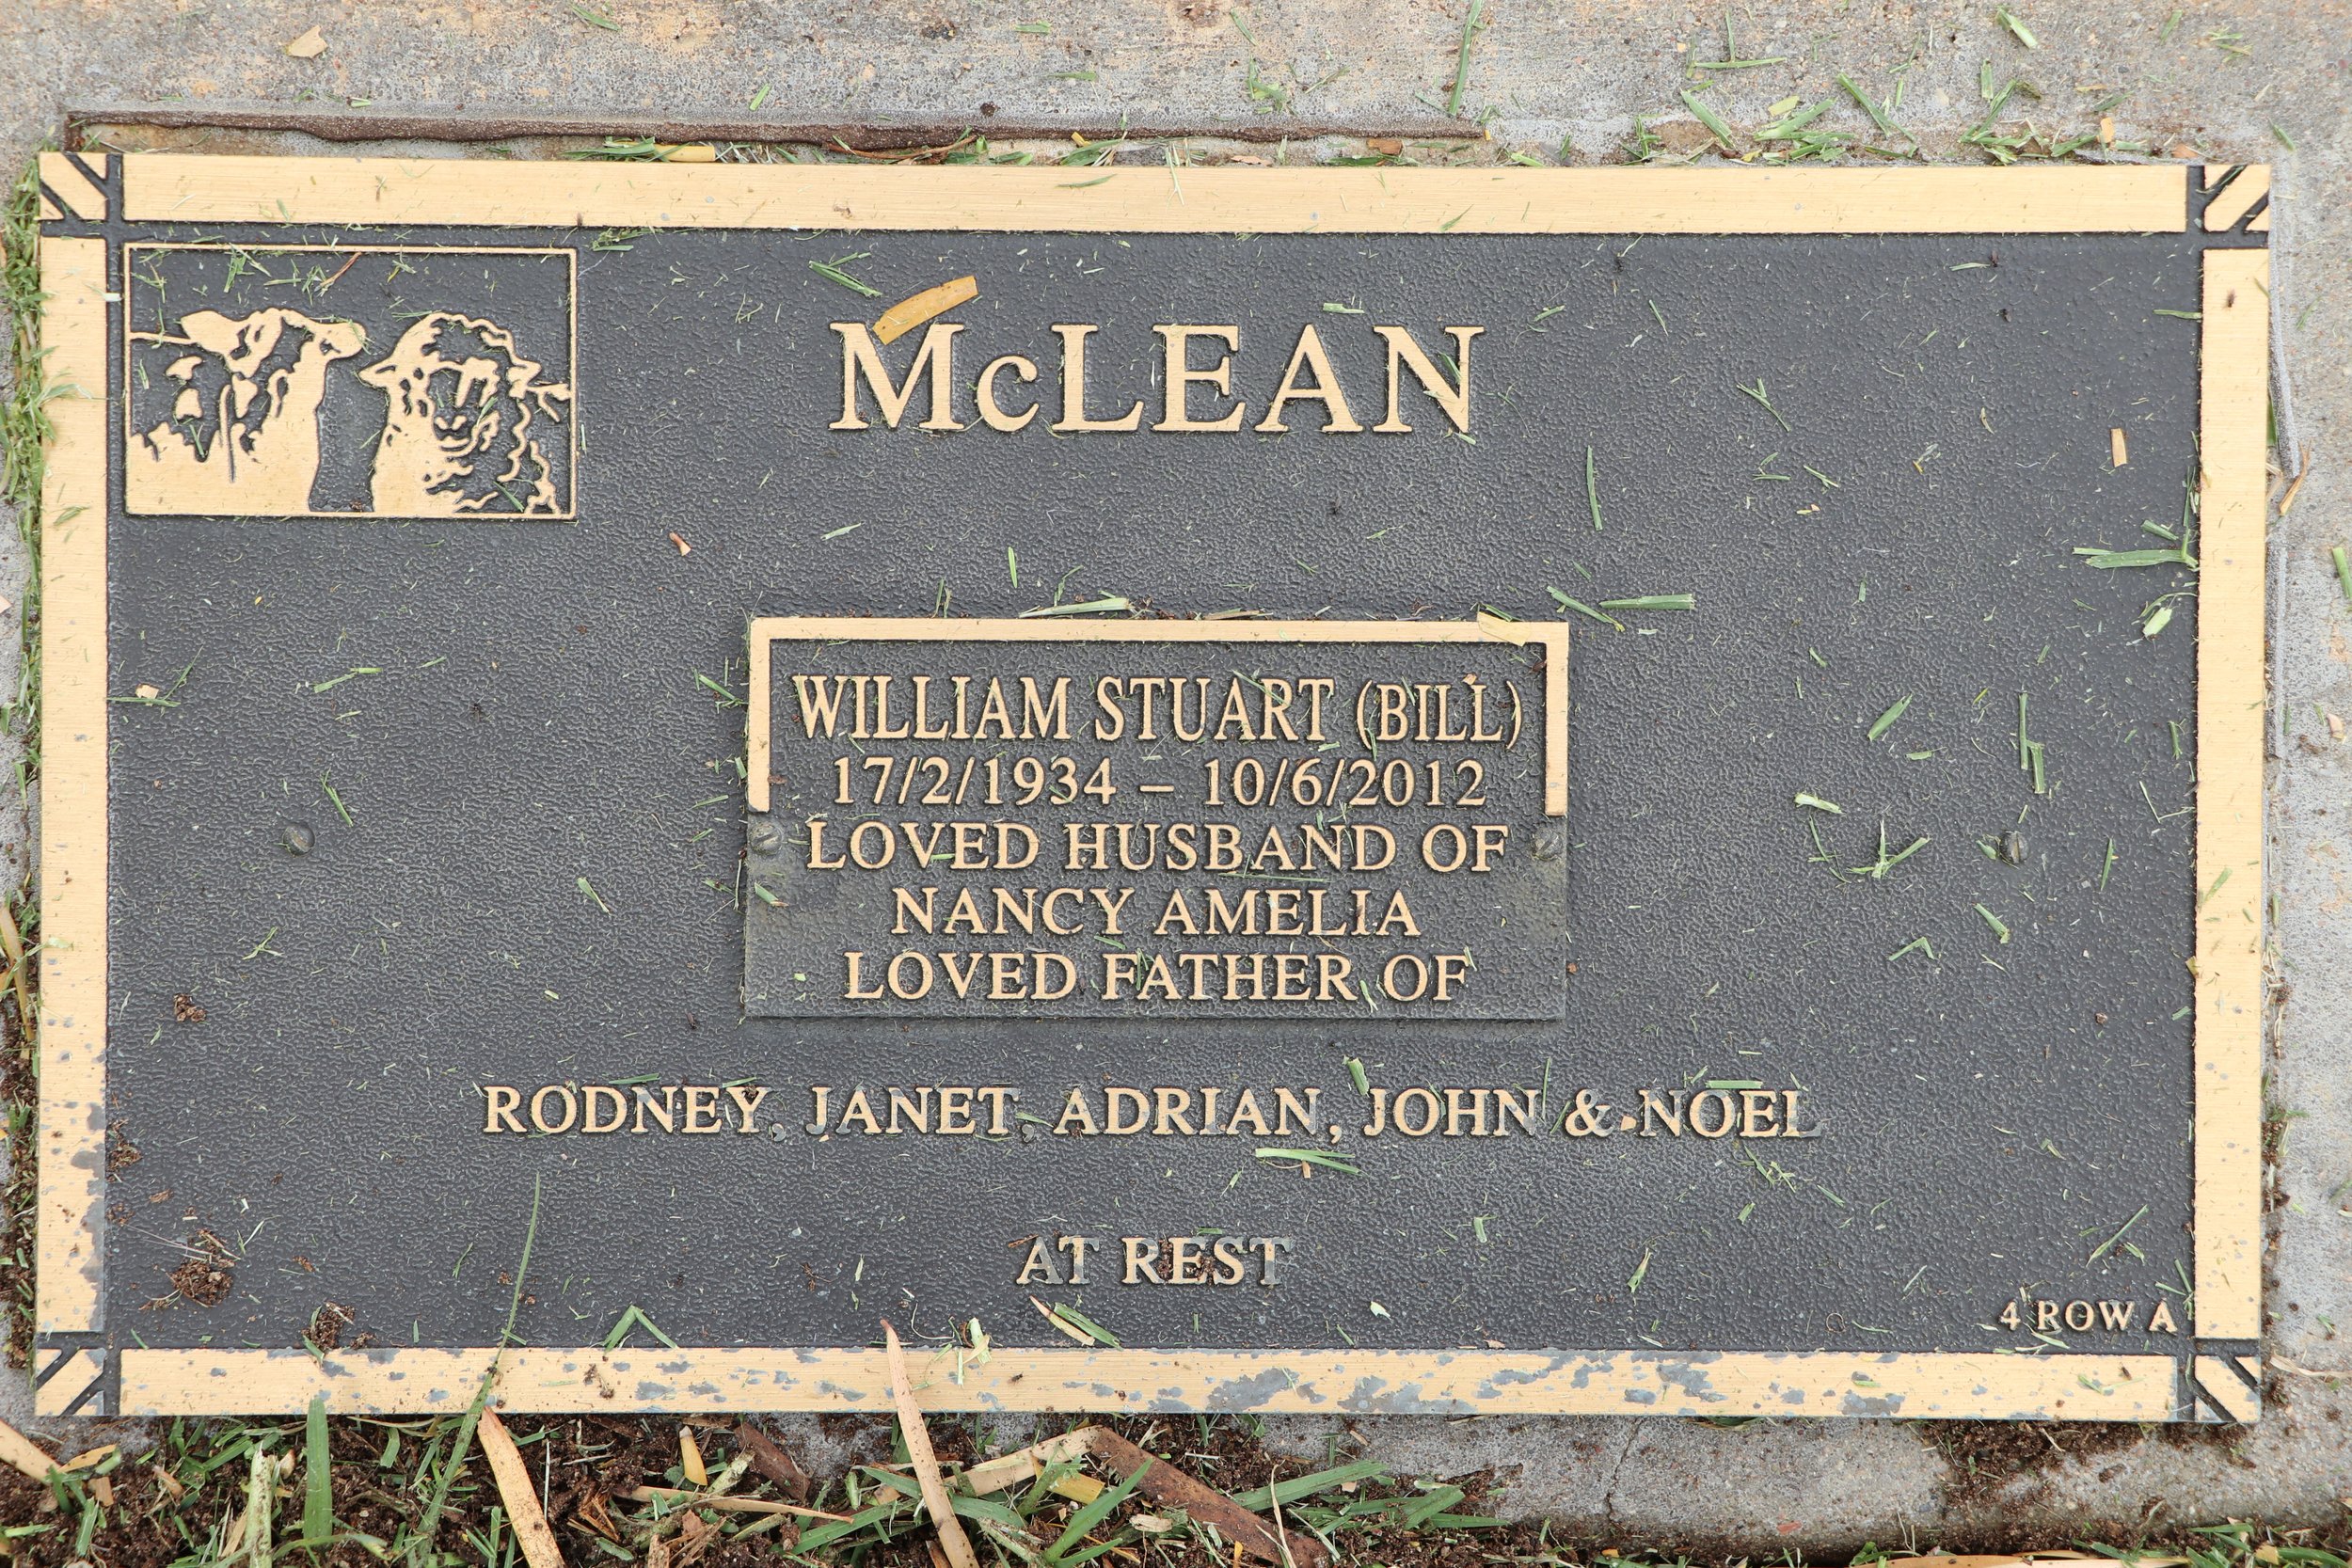 McLEAN
WILLIAM STUART (BILL)
17/2/1934 – 10/6/2012
LOVED HUSBAND OF
NANCY AMELIA
LOVED FATHER OF
RODNEY, JANET, ADRIAN, JOHN & NOEL
AT REST
4 ROW A